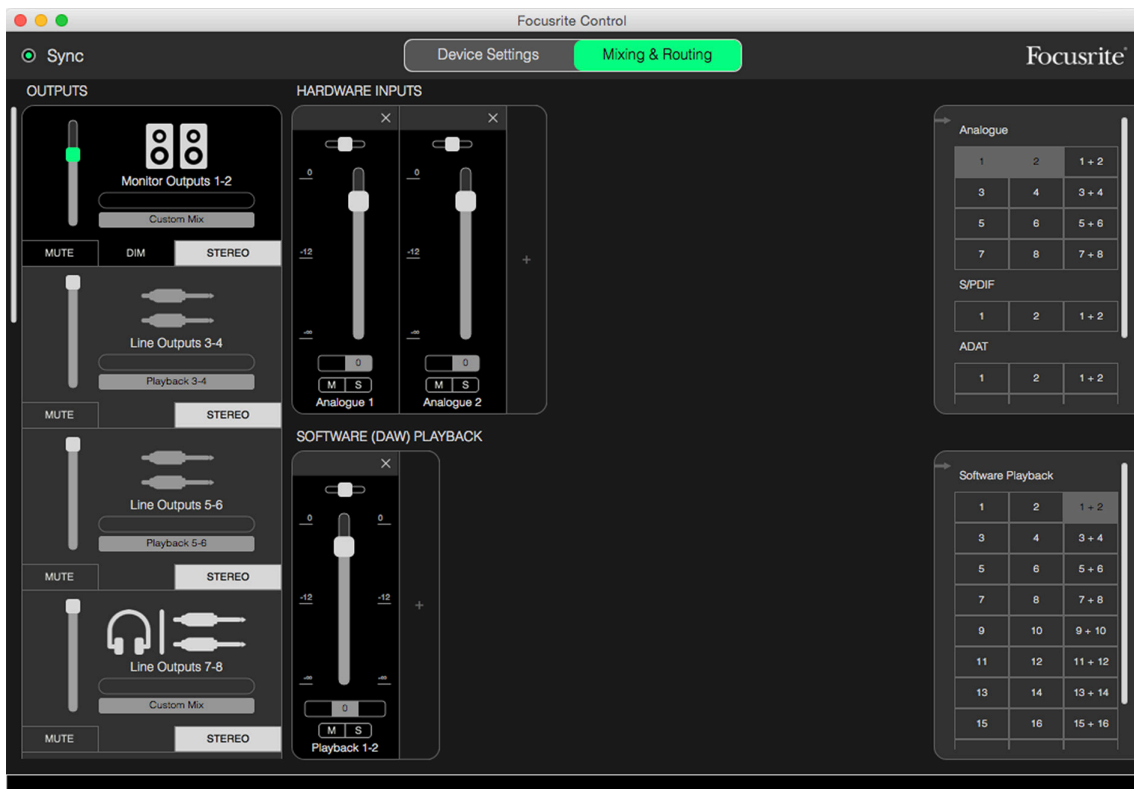 Focusrite Control
Sync
Device Settings
Mixing & Routing
Focusrite
OUTPUTS
Monitor Outputs 1-2
Custom Mix
MUTE DIM STEREO
Line Outputs 3-4
Playback 3-4
MUTE STEREO
Line Outputs 5-6
Playback 5-6
MUTE STEREO
Line Outputs 7-8
Custom Mix
MUTE STEREO
HARDWARE INPUTS
0 0
-12 -12
-∞ -∞
0 0
M S M S
Analogue 1 Analogue 2
+
SOFTWARE (DAW) PLAYBACK
0 0
-12 -12
-∞ -∞
0
M S
Playback 1-2
+
Analogue
1 2 1 + 2
3 4 3 + 4
5 6 5 + 6
7 8 7 + 8
S/PDIF
1 2 1 + 2
ADAT
1 2 1 + 2
Software Playback
1 2 1 + 2
3 4 3 + 4
5 6 5 + 6
7 8 7 + 8
9 10 9 + 10
11 12 11 + 12
13 14 13 + 14
15 16 15 + 16